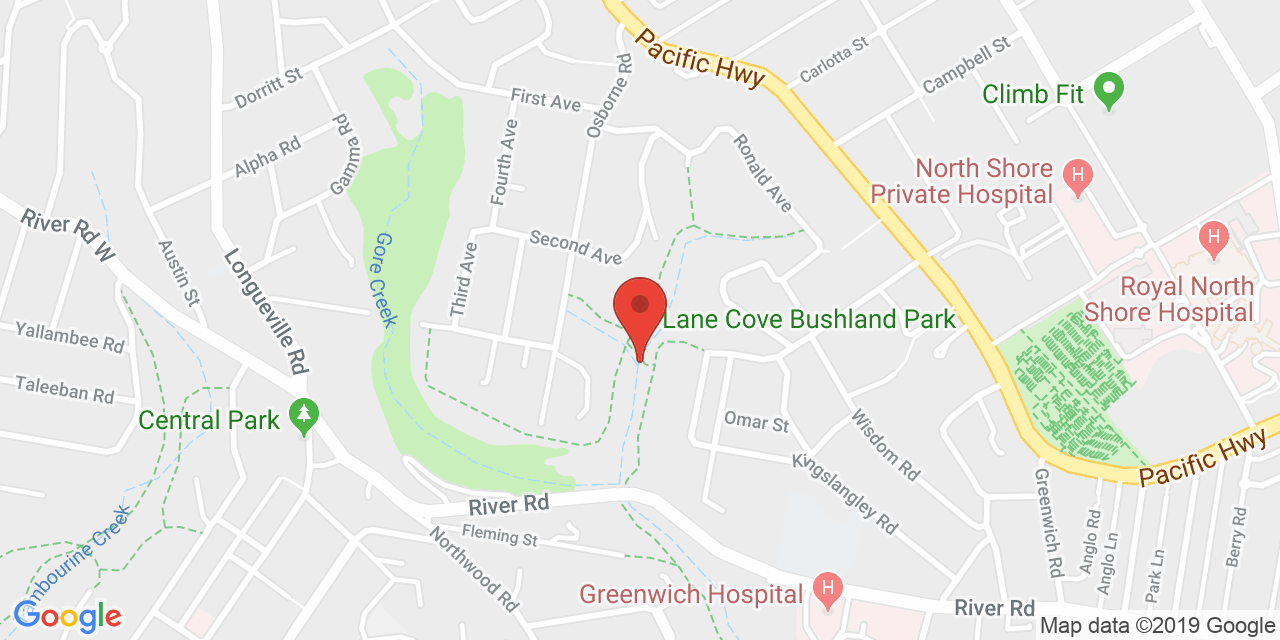 Pacific Hwy
Carlotta St
Campbell St
Climb Fit
Dorritt St
First Ave
Osborne Rd
Alpha Rd
Gamma Rd
Fourth Ave
Ronald Ave
North Shore
Private Hospital
H
H
River Rd W
Austin St
Longueville Rd
Gore Creek
Third Ave
Second Ave
Royal North
Shore Hospital
Lane Cove Bushland Park
Yallambee Rd
Taleeban Rd
Central Park
Omar St
Wisdom Rd
Kingslangley Rd
Pacific Hwy
River Rd
Fleming St
Northwood Rd
Greenwich Rd
Anglo Rd
Anglo Ln
Park Ln
Berry Rd
mbourine Creek
Greenwich Hospital
H
River Rd
Google
Map data ©2019 Google